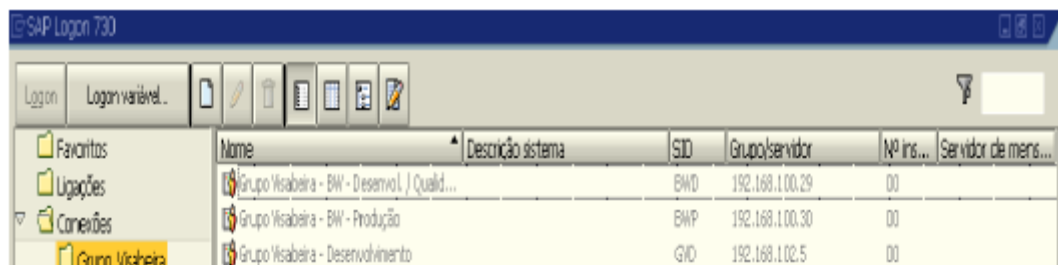 SAP Logon 730
Logon Logon variável...
Favoritos
Ligações
Conexões
Grupo Visabeira
Nome Descrição sistema SID Grupo/servidor Nº ins... Servidor de mens...
Grupo Visabeira - BW - Desenvol. / Qualid... BWD 192.168.100.29 00
Grupo Visabeira - BW - Produção BWP 192.168.100.30 00
Grupo Visabeira - Desenvolvimento GVD 192.168.102.5 00